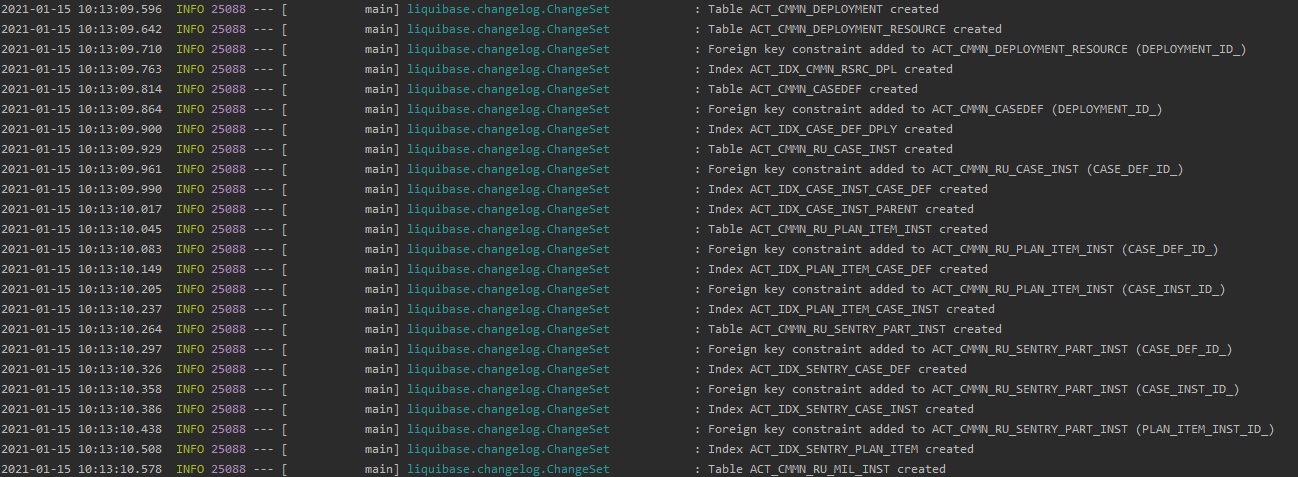 2021-01-15 10:13:09.596  INFO 25088 --- [           main] liquibase.changelog.ChangeSet            : Table ACT_CMMN_DEPLOYMENT created
2021-01-15 10:13:09.642  INFO 25088 --- [           main] liquibase.changelog.ChangeSet            : Table ACT_CMMN_DEPLOYMENT_RESOURCE created
2021-01-15 10:13:09.710  INFO 25088 --- [           main] liquibase.changelog.ChangeSet            : Foreign key constraint added to ACT_CMMN_DEPLOYMENT_RESOURCE (DEPLOYMENT_ID_)
2021-01-15 10:13:09.763  INFO 25088 --- [           main] liquibase.changelog.ChangeSet            : Index ACT_IDX_CMMN_RSRC_DPL created
2021-01-15 10:13:09.814  INFO 25088 --- [           main] liquibase.changelog.ChangeSet            : Table ACT_CMMN_CASEDEF created
2021-01-15 10:13:09.864  INFO 25088 --- [           main] liquibase.changelog.ChangeSet            : Foreign key constraint added to ACT_CMMN_CASEDEF (DEPLOYMENT_ID_)
2021-01-15 10:13:09.900  INFO 25088 --- [           main] liquibase.changelog.ChangeSet            : Index ACT_IDX_CASE_DEF_DPLY created
2021-01-15 10:13:09.929  INFO 25088 --- [           main] liquibase.changelog.ChangeSet            : Table ACT_CMMN_RU_CASE_INST created
2021-01-15 10:13:09.961  INFO 25088 --- [           main] liquibase.changelog.ChangeSet            : Foreign key constraint added to ACT_CMMN_RU_CASE_INST (CASE_DEF_ID_)
2021-01-15 10:13:09.990  INFO 25088 --- [           main] liquibase.changelog.ChangeSet            : Index ACT_IDX_CASE_INST_CASE_DEF created
2021-01-15 10:13:10.017  INFO 25088 --- [           main] liquibase.changelog.ChangeSet            : Index ACT_IDX_CASE_INST_PARENT created
2021-01-15 10:13:10.045  INFO 25088 --- [           main] liquibase.changelog.ChangeSet            : Table ACT_CMMN_RU_PLAN_ITEM_INST created
2021-01-15 10:13:10.083  INFO 25088 --- [           main] liquibase.changelog.ChangeSet            : Foreign key constraint added to ACT_CMMN_RU_PLAN_ITEM_INST (CASE_DEF_ID_)
2021-01-15 10:13:10.149  INFO 25088 --- [           main] liquibase.changelog.ChangeSet            : Index ACT_IDX_PLAN_ITEM_CASE_DEF created
2021-01-15 10:13:10.205  INFO 25088 --- [           main] liquibase.changelog.ChangeSet            : Foreign key constraint added to ACT_CMMN_RU_PLAN_ITEM_INST (CASE_INST_ID_)
2021-01-15 10:13:10.237  INFO 25088 --- [           main] liquibase.changelog.ChangeSet            : Index ACT_IDX_PLAN_ITEM_CASE_INST created
2021-01-15 10:13:10.264  INFO 25088 --- [           main] liquibase.changelog.ChangeSet            : Table ACT_CMMN_RU_SENTRY_PART_INST created
2021-01-15 10:13:10.297  INFO 25088 --- [           main] liquibase.changelog.ChangeSet            : Foreign key constraint added to ACT_CMMN_RU_SENTRY_PART_INST (CASE_DEF_ID_)
2021-01-15 10:13:10.326  INFO 25088 --- [           main] liquibase.changelog.ChangeSet            : Index ACT_IDX_SENTRY_CASE_DEF created
2021-01-15 10:13:10.358  INFO 25088 --- [           main] liquibase.changelog.ChangeSet            : Foreign key constraint added to ACT_CMMN_RU_SENTRY_PART_INST (CASE_INST_ID_)
2021-01-15 10:13:10.386  INFO 25088 --- [           main] liquibase.changelog.ChangeSet            : Index ACT_IDX_SENTRY_CASE_INST created
2021-01-15 10:13:10.438  INFO 25088 --- [           main] liquibase.changelog.ChangeSet            : Foreign key constraint added to ACT_CMMN_RU_SENTRY_PART_INST (PLAN_ITEM_INST_ID_)
2021-01-15 10:13:10.508  INFO 25088 --- [           main] liquibase.changelog.ChangeSet            : Index ACT_IDX_SENTRY_PLAN_ITEM created
2021-01-15 10:13:10.578  INFO 25088 --- [           main] liquibase.changelog.ChangeSet            : Table ACT_CMMN_RU_MIL_INST created